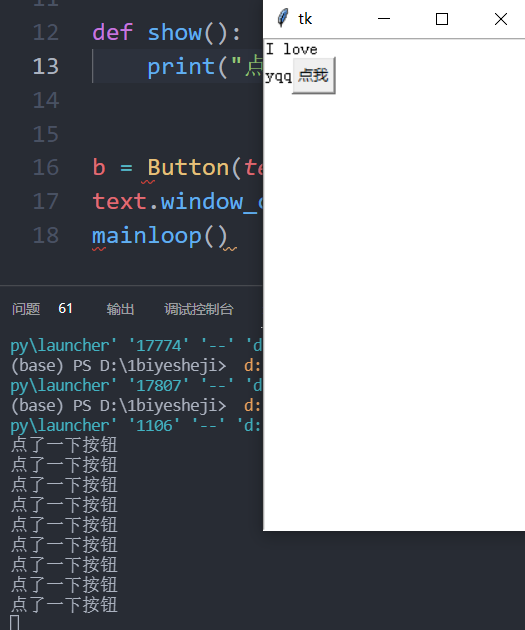 11
12 def show():
13 print("点
14
15
16 b = Button(te
17 text.window_c
18 mainloop()
tk
I love
yqq点我
问题 61 输出 调试控制台
py\launcher' '17774' '--' 'd
(base) PS D:\1biyesheji> d:
py\launcher' '17807' '--' 'd
(base) PS D:\1biyesheji> d:
py\launcher' '1106' '--' 'd:
点了一下按钮
点了一下按钮
点了一下按钮
点了一下按钮
点了一下按钮
点了一下按钮
点了一下按钮
点了一下按钮
点了一下按钮